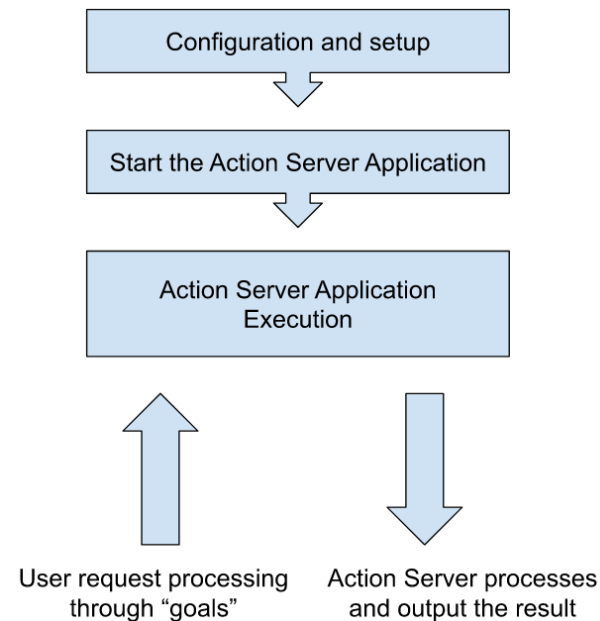 Configuration and setup
Start the Action Server Application
Action Server Application
Execution
User request processing
through “goals”
Action Server processes
and output the result